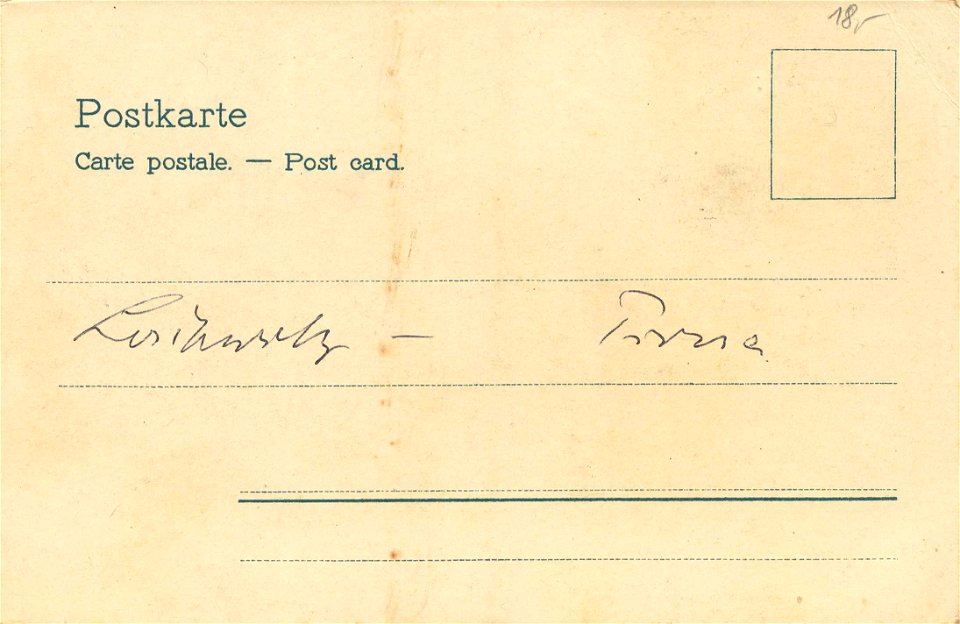 18,-
Postkarte
Carte postale. — Post card.
Loschwitz — Pirna